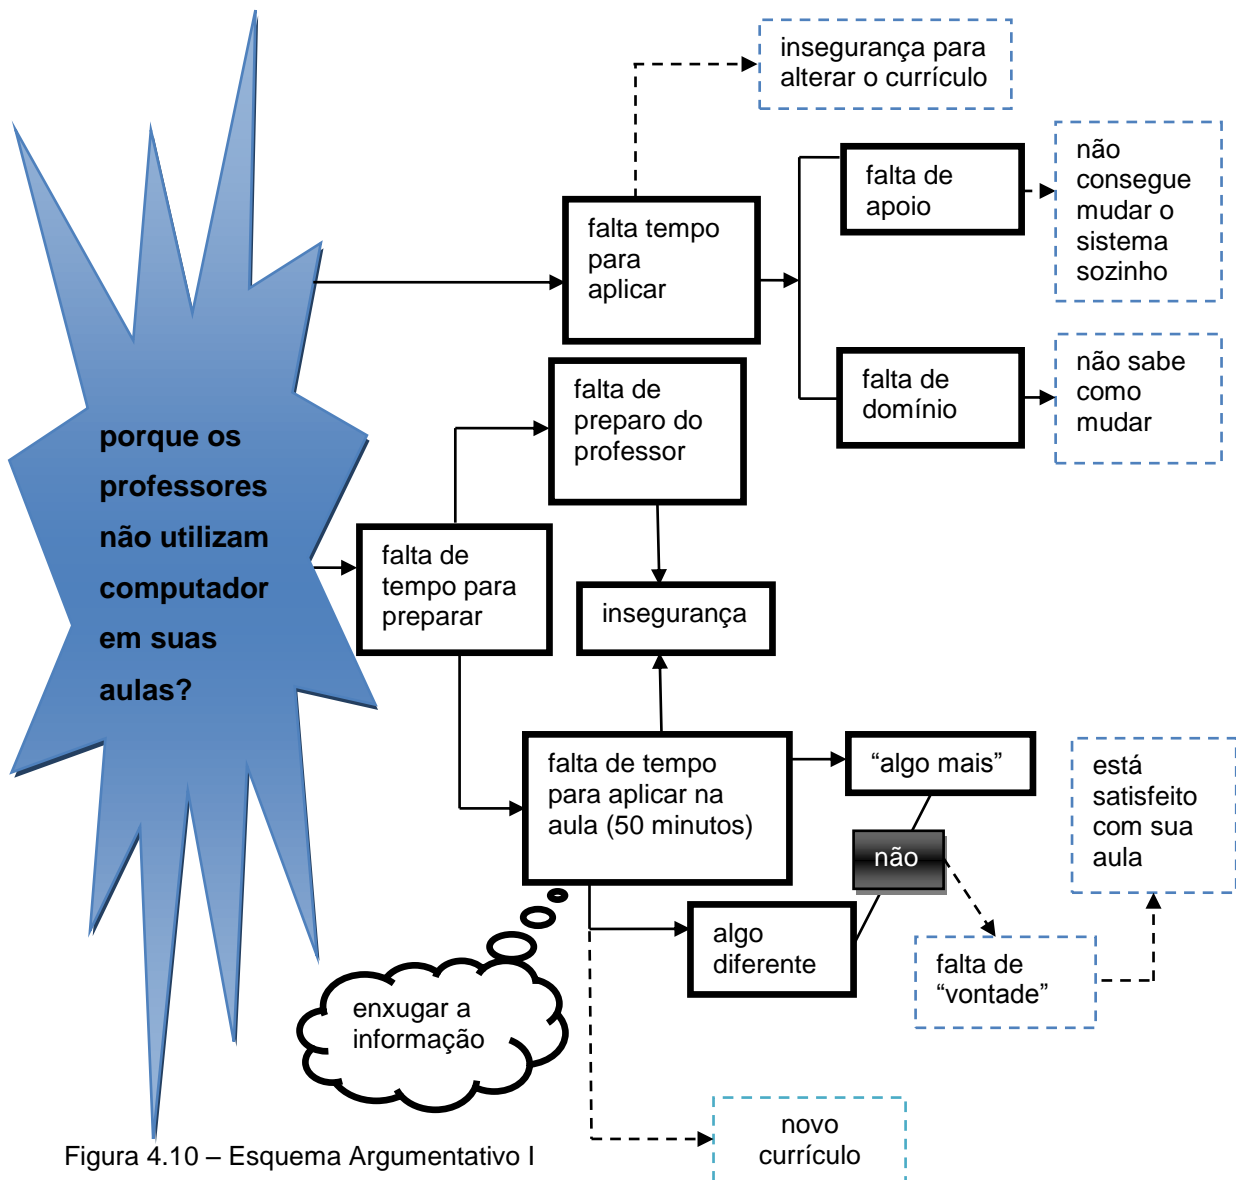 insegurança para
alterar o currículo
não
consegue
mudar o
sistema
sozinho
falta de
apoio
falta tempo
para
aplicar
falta de
domínio
não sabe
como
mudar
falta de
preparo do
professor
porque os
professores
não utilizam
computador
em suas
aulas?
falta de
tempo para
preparar
insegurança
falta de tempo
para aplicar na
aula (50 minutos)
“algo mais”
está
satisfeito
com sua
aula
não
algo
diferente
falta de
“vontade”
enxugar a
informação
novo
currículo
Figura 4.10 – Esquema Argumentativo I